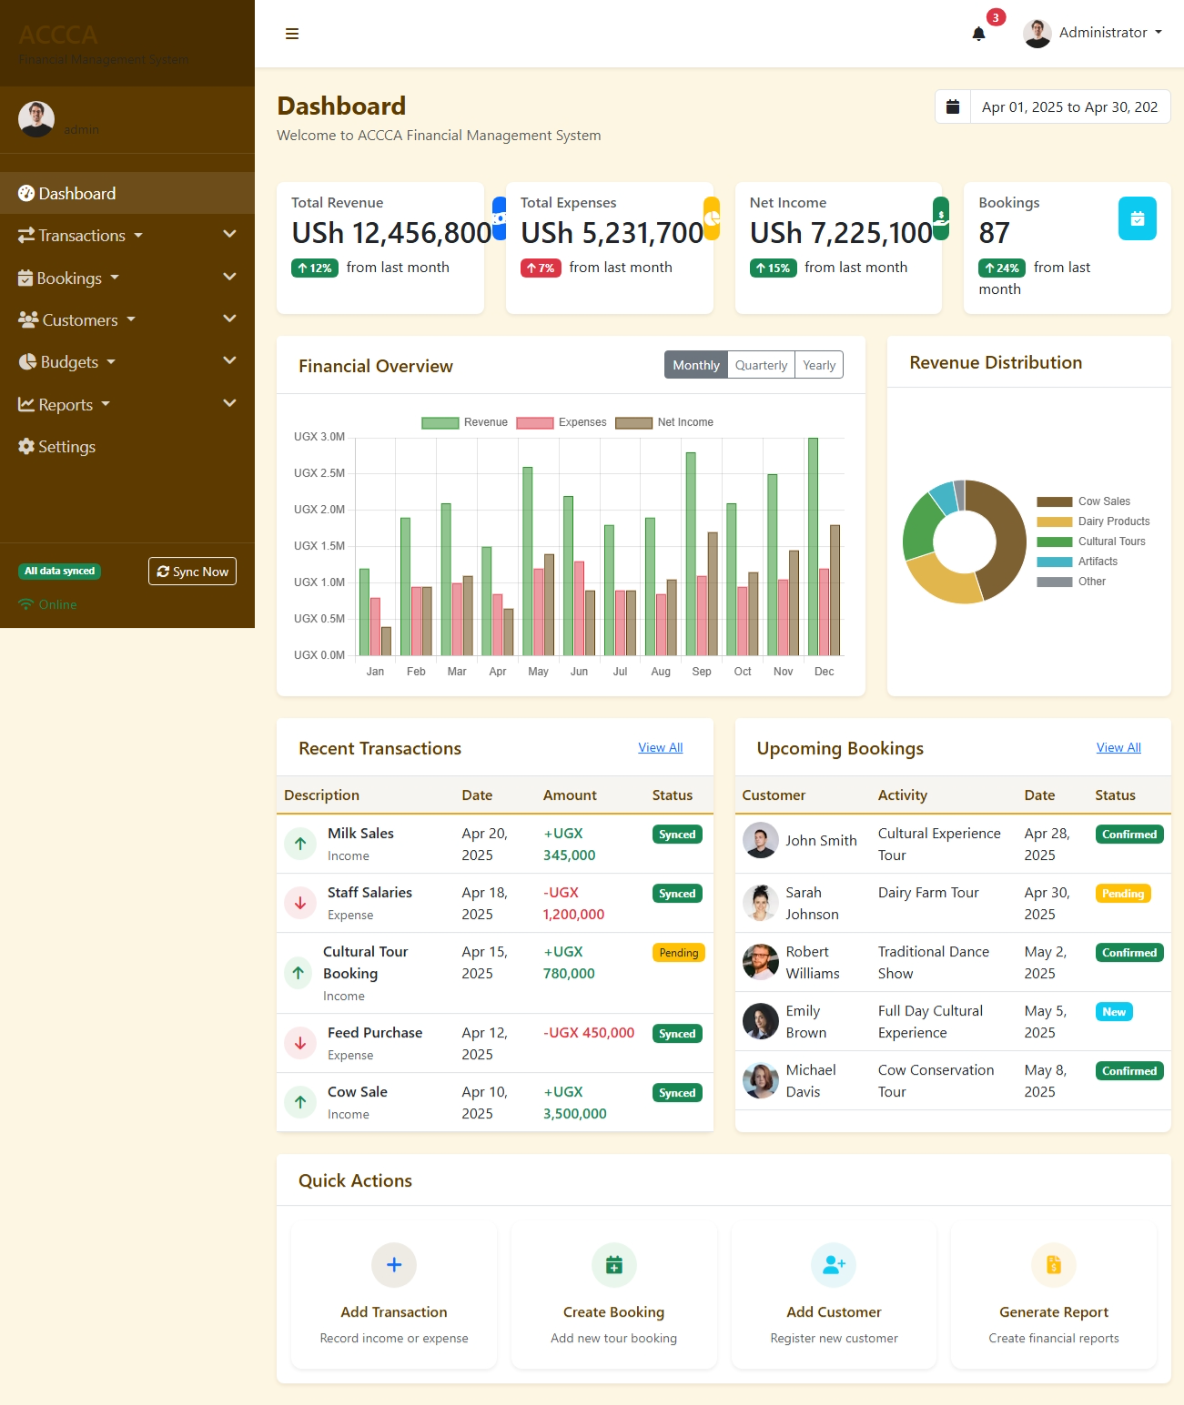 ACCCA
Financial Management System
admin
Dashboard
Transactions
Bookings
Customers
Budgets
Reports
Settings
All data synced
Sync Now
Online
3
Administrator
Dashboard
Welcome to ACCCA Financial Management System
Apr 01, 2025 to Apr 30, 202
Total Revenue
USh 12,456,800
12% from last month
Total Expenses
USh 5,231,700
7% from last month
Net Income
USh 7,225,100
15% from last month
Bookings
87
24% from last
month
Financial Overview
Monthly Quarterly Yearly
Revenue Expenses Net Income
UGX 3.0M
UGX 2.5M
UGX 2.0M
UGX 1.5M
UGX 1.0M
UGX 0.5M
UGX 0.0M
Jan Feb Mar Apr May Jun Jul Aug Sep Oct Nov Dec
Revenue Distribution
Cow Sales
Dairy Products
Cultural Tours
Artifacts
Other
Recent Transactions
View All
Description Date Amount Status
Milk Sales Apr 20, +UGX Synced
Income 2025 345,000
Staff Salaries Apr 18, -UGX Synced
Expense 2025 1,200,000
Cultural Tour Apr 15, +UGX Pending
Booking 2025 780,000
Income
Feed Purchase Apr 12, -UGX 450,000 Synced
Expense 2025
Cow Sale Apr 10, +UGX Synced
Income 2025 3,500,000
Upcoming Bookings
View All
Customer Activity Date Status
John Smith Cultural Experience Apr 28, Confirmed
Tour 2025
Sarah Dairy Farm Tour Apr 30, Pending
Johnson 2025
Robert Traditional Dance May 2, Confirmed
Williams Show 2025
Emily Full Day Cultural May 5, New
Brown Experience 2025
Michael Cow Conservation May 8, Confirmed
Davis Tour 2025
Quick Actions
Add Transaction
Record income or expense
Create Booking
Add new tour booking
Add Customer
Register new customer
Generate Report
Create financial reports